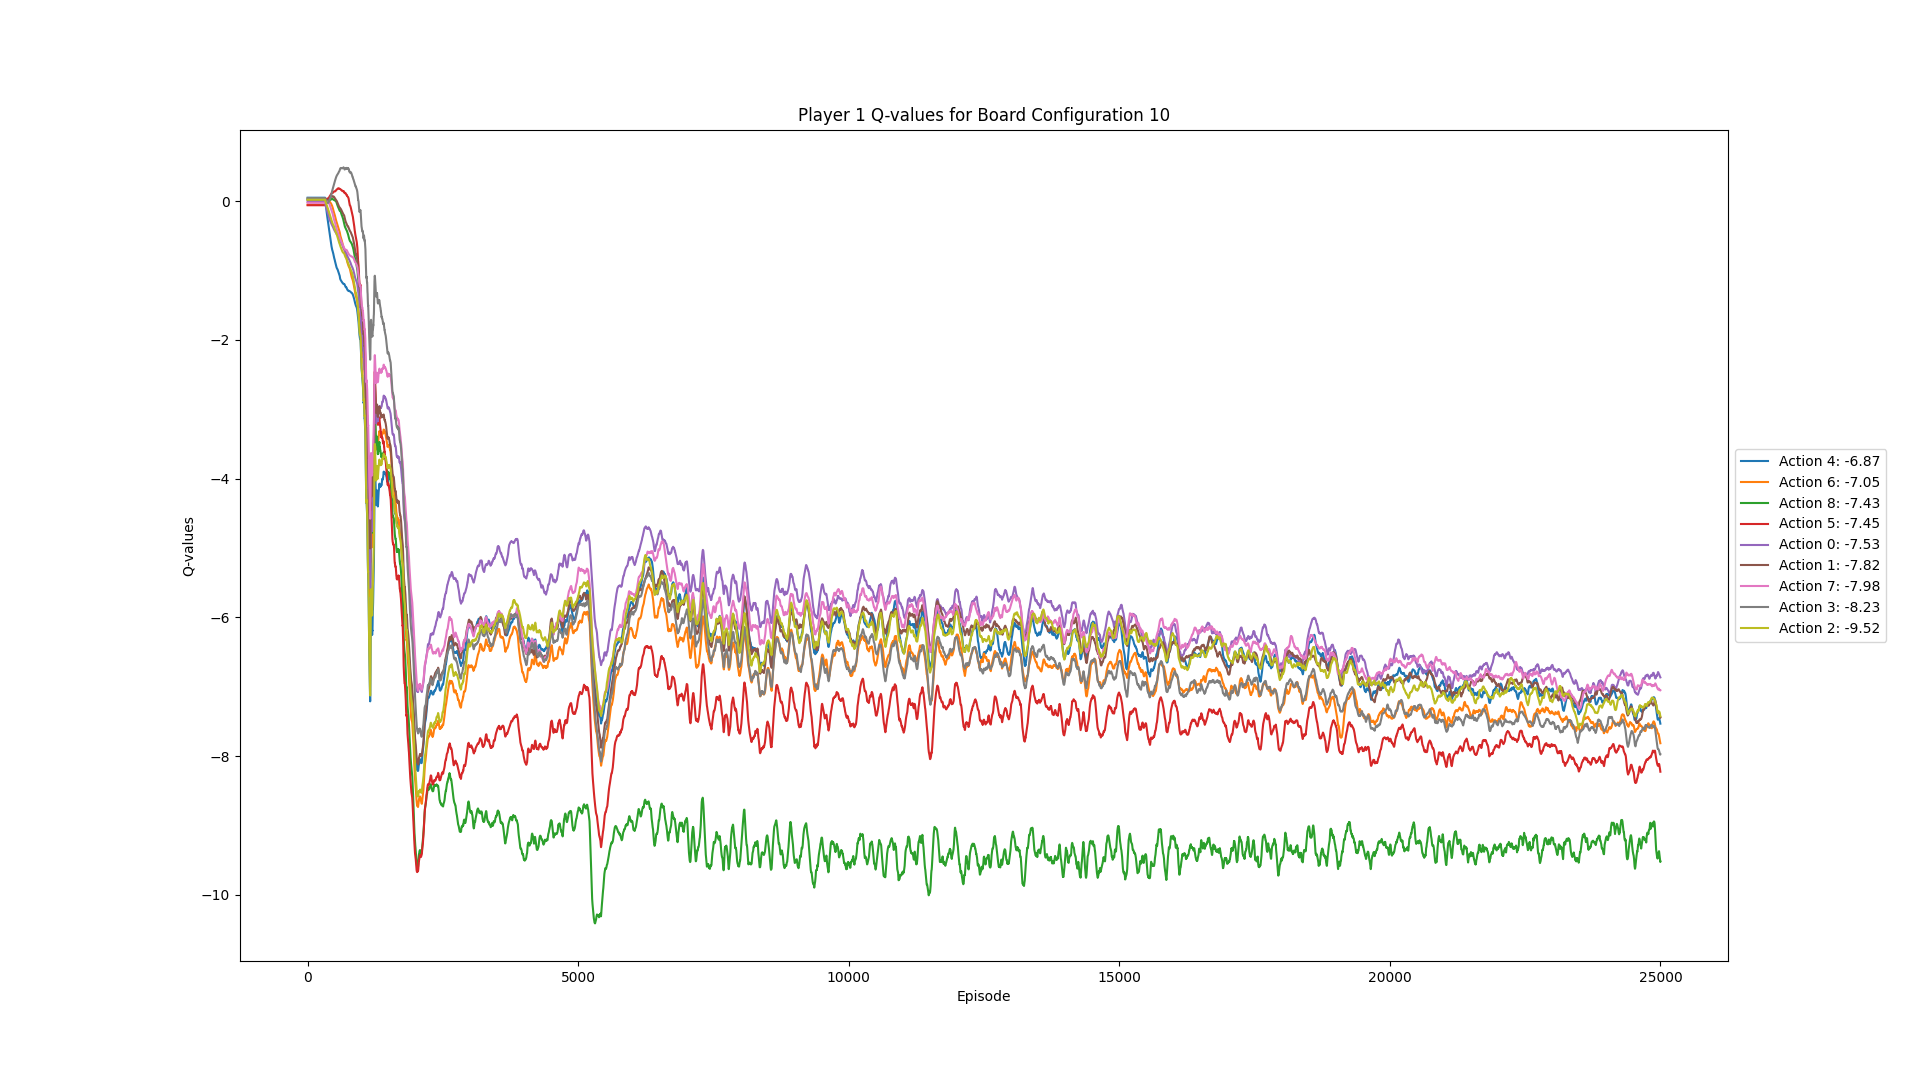 Player 1 Q-values for Board Configuration 10
0
−2
−4
−6
−8
−10
Q-values
0
5000
10000
15000
20000
25000
Episode
Action 4: -6.87
Action 6: -7.05
Action 8: -7.43
Action 5: -7.45
Action 0: -7.53
Action 1: -7.82
Action 7: -7.98
Action 3: -8.23
Action 2: -9.52